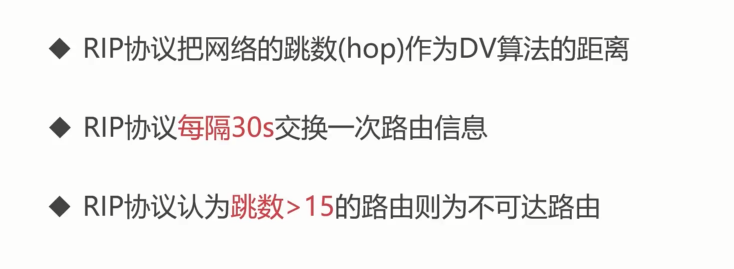 ◆ RIP协议把网络的跳数(hop)作为DV算法的距离
◆ RIP协议每隔30s交换一次路由信息
◆ RIP协议认为跳数>15的路由则为不可达路由